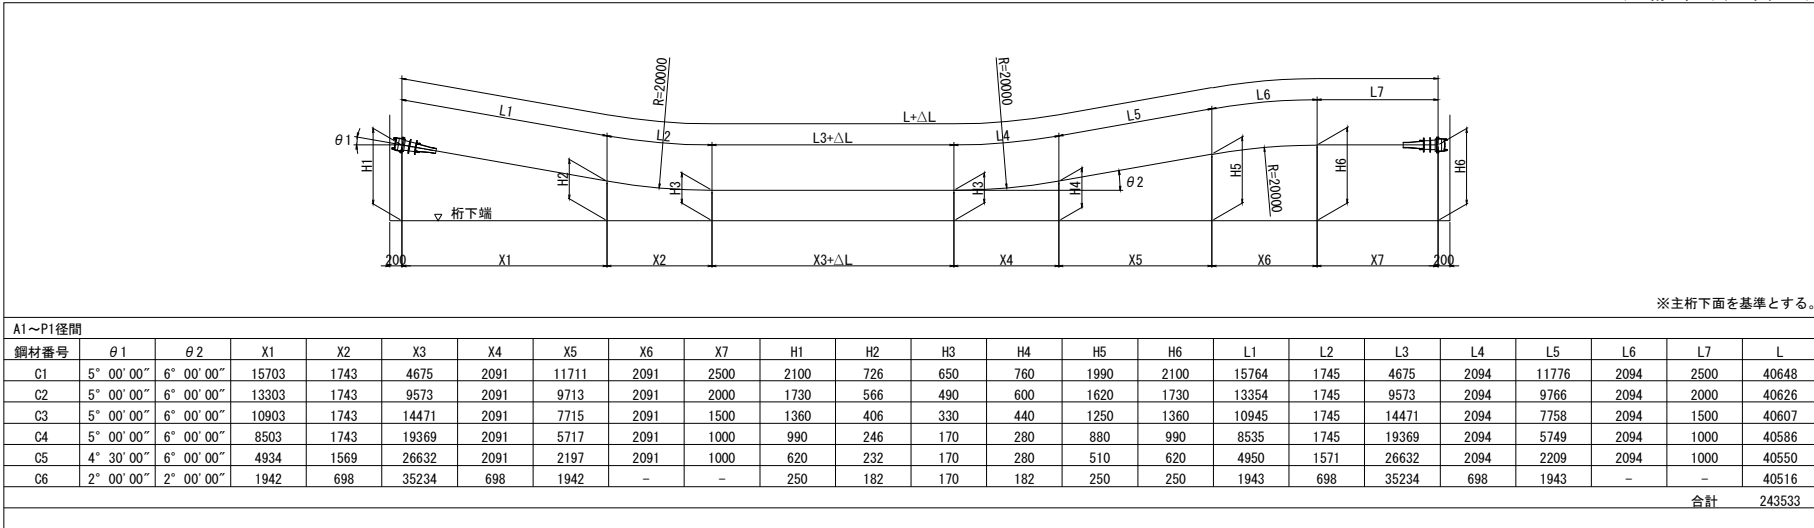 R=20000
R=20000
L+△L
L1
L2
L3+△L
L4
L5
L6
L7
θ1
H1
H2
H3
H3
H4
θ2
H5
R=20000
H6
H6
桁下端
200
X1
X2
X3+△L
X4
X5
X6
X7
200
※主桁下面を基準とする。
A1～P1径間
鋼材番号 θ1 θ2 X1 X2 X3 X4 X5 X6 X7 H1 H2 H3 H4 H5 H6 L1 L2 L3 L4 L5 L6 L7 L
C1 5°00'00″ 6°00'00″ 15703 1743 4675 2091 11711 2091 2500 2100 726 650 760 1990 2100 15764 1745 4675 2094 11776 2094 2500 40648
C2 5°00'00″ 6°00'00″ 13303 1743 9573 2091 9713 2091 2000 1730 566 490 600 1620 1730 13354 1745 9573 2094 9766 2094 2000 40626
C3 5°00'00″ 6°00'00″ 10903 1743 14471 2091 7715 2091 1500 1360 406 330 440 1250 1360 10945 1745 14471 2094 7758 2094 1500 40607
C4 5°00'00″ 6°00'00″ 8503 1743 19369 2091 5717 2091 1000 990 246 170 280 880 990 8535 1745 19369 2094 5749 2094 1000 40586
C5 4°30'00″ 6°00'00″ 4934 1569 26632 2091 2197 2091 1000 620 232 170 280 510 620 4950 1571 26632 2094 2209 2094 1000 40550
C6 2°00'00″ 2°00'00″ 1942 698 35234 698 1942 - - 250 182 170 182 250 250 1943 698 35234 698 1943 - - 40516
合計 243533